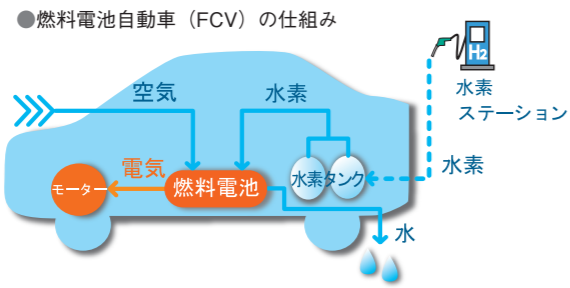 ●燃料電池自動車（FCV）の仕組み
空気
水素
H2
水素
ステーション
電気
モーター
燃料電池
水素タンク
水素
水